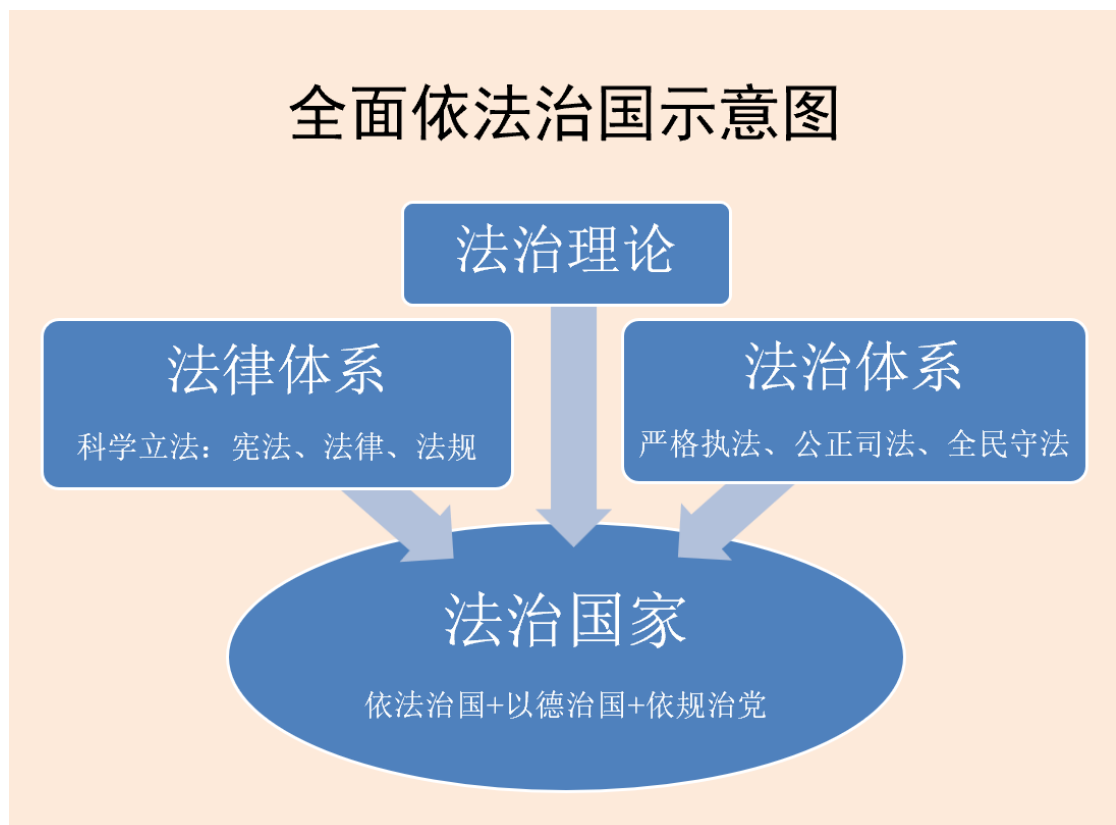 全面依法治国示意图
法治理论
法律体系
科学立法：宪法、法律、法规
法治体系
严格执法、公正司法、全民守法
法治国家
依法治国+以德治国+依规治党